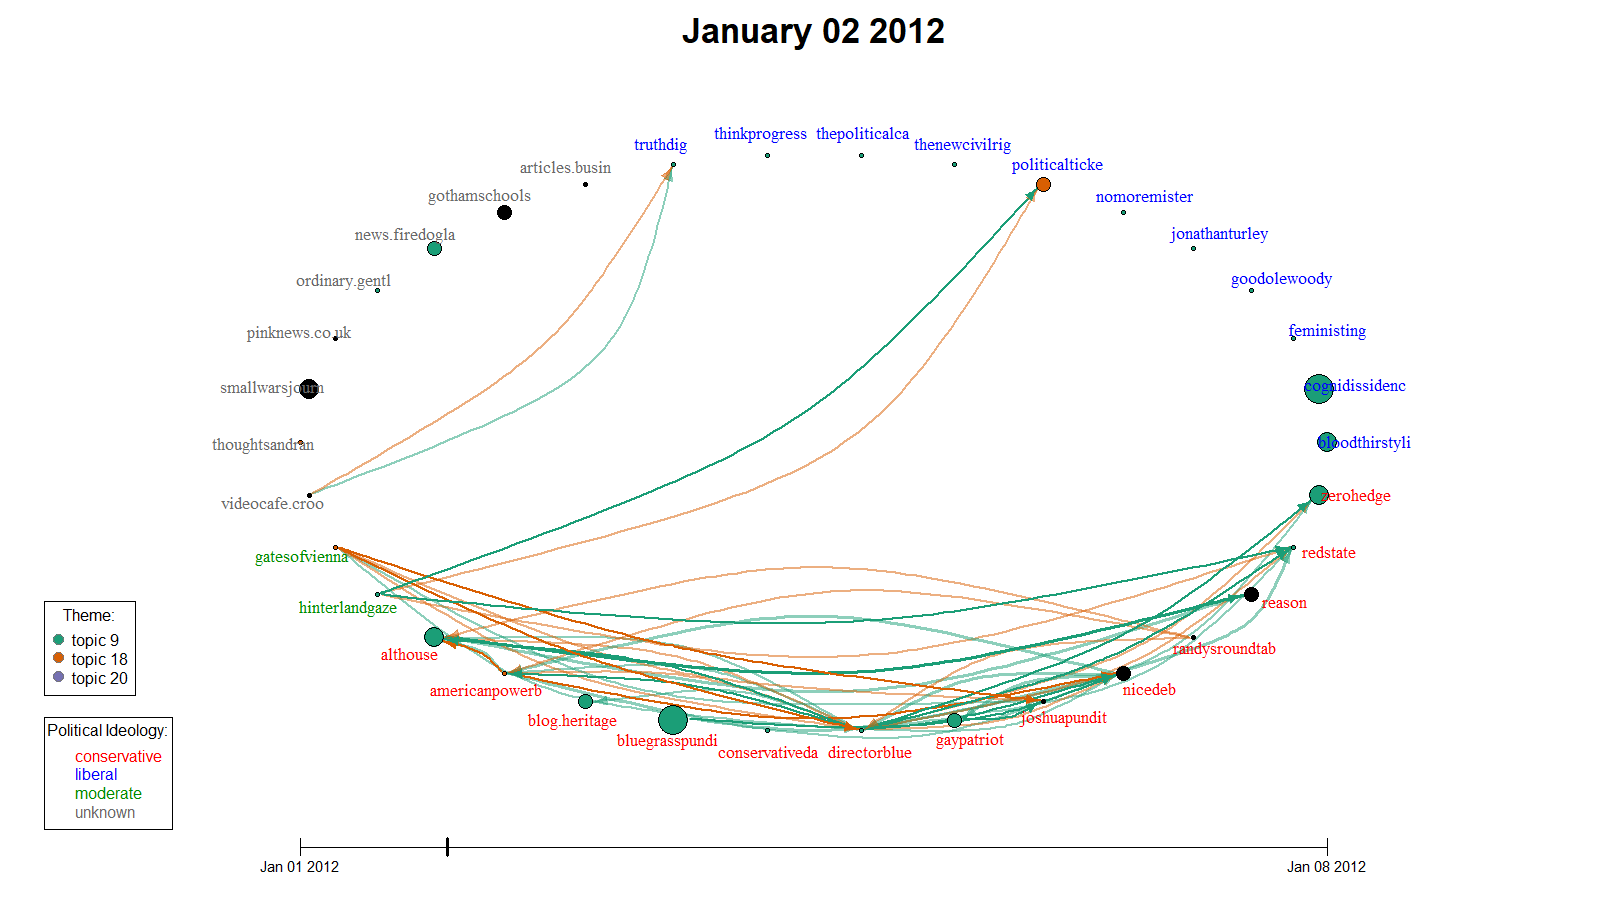 January 02 2012
thinkprogress
thepoliticalca
truthdig
thenewcivilrig
politicalticke
articles.busin
gothamschools
nomoremister
news.firedogla
jonathanturley
ordinary.gentl
goodolewoody
pinknews.co.uk
feministing
smallwarsjourn
cognidissidenc
thoughtsandran
bloodthirstyli
videocafe.croo
zerohedge
gatesofvienna
redstate
hinterlandgaze
reason
althouse
randysroundtab
americanpowerb
nicedeb
blog.heritage
joshuapundit
bluegrasspundi
gaypatriot
conservativeda
directorblue
Theme:
topic 9
topic 18
topic 20
Political Ideology:
conservative
liberal
moderate
unknown
Jan 01 2012
Jan 08 2012